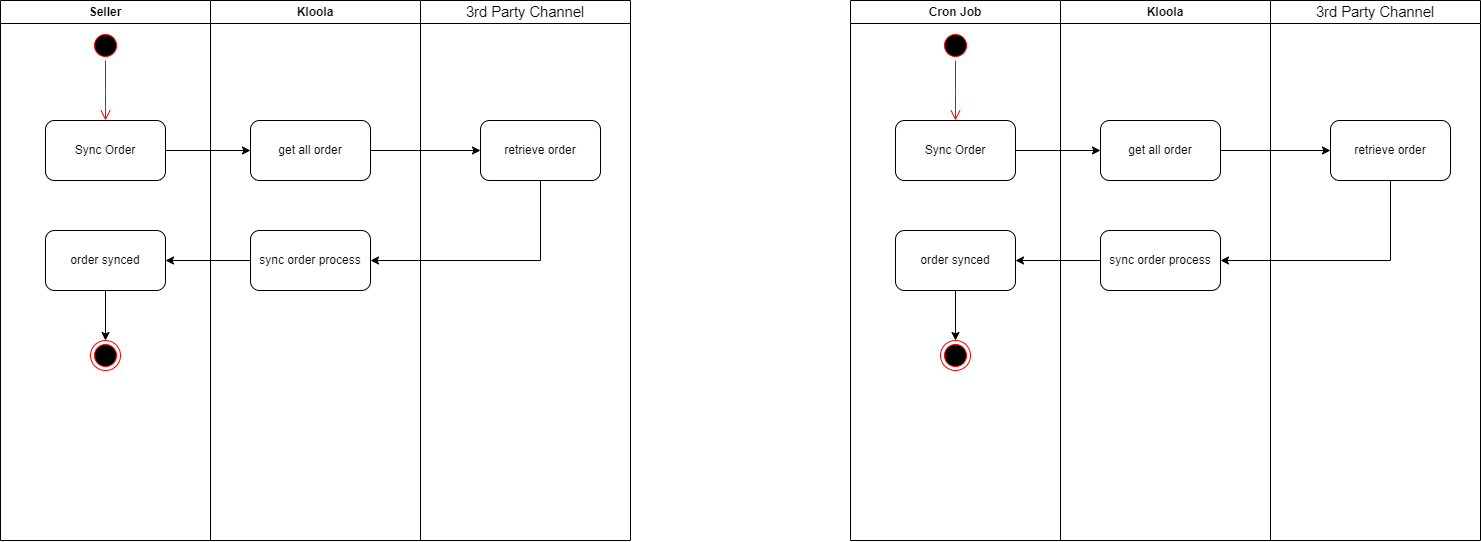 Seller
Kloola
3rd Party Channel
Sync Order
get all order
retrieve order
order synced
sync order process
Cron Job
Kloola
3rd Party Channel
Sync Order
get all order
retrieve order
order synced
sync order process